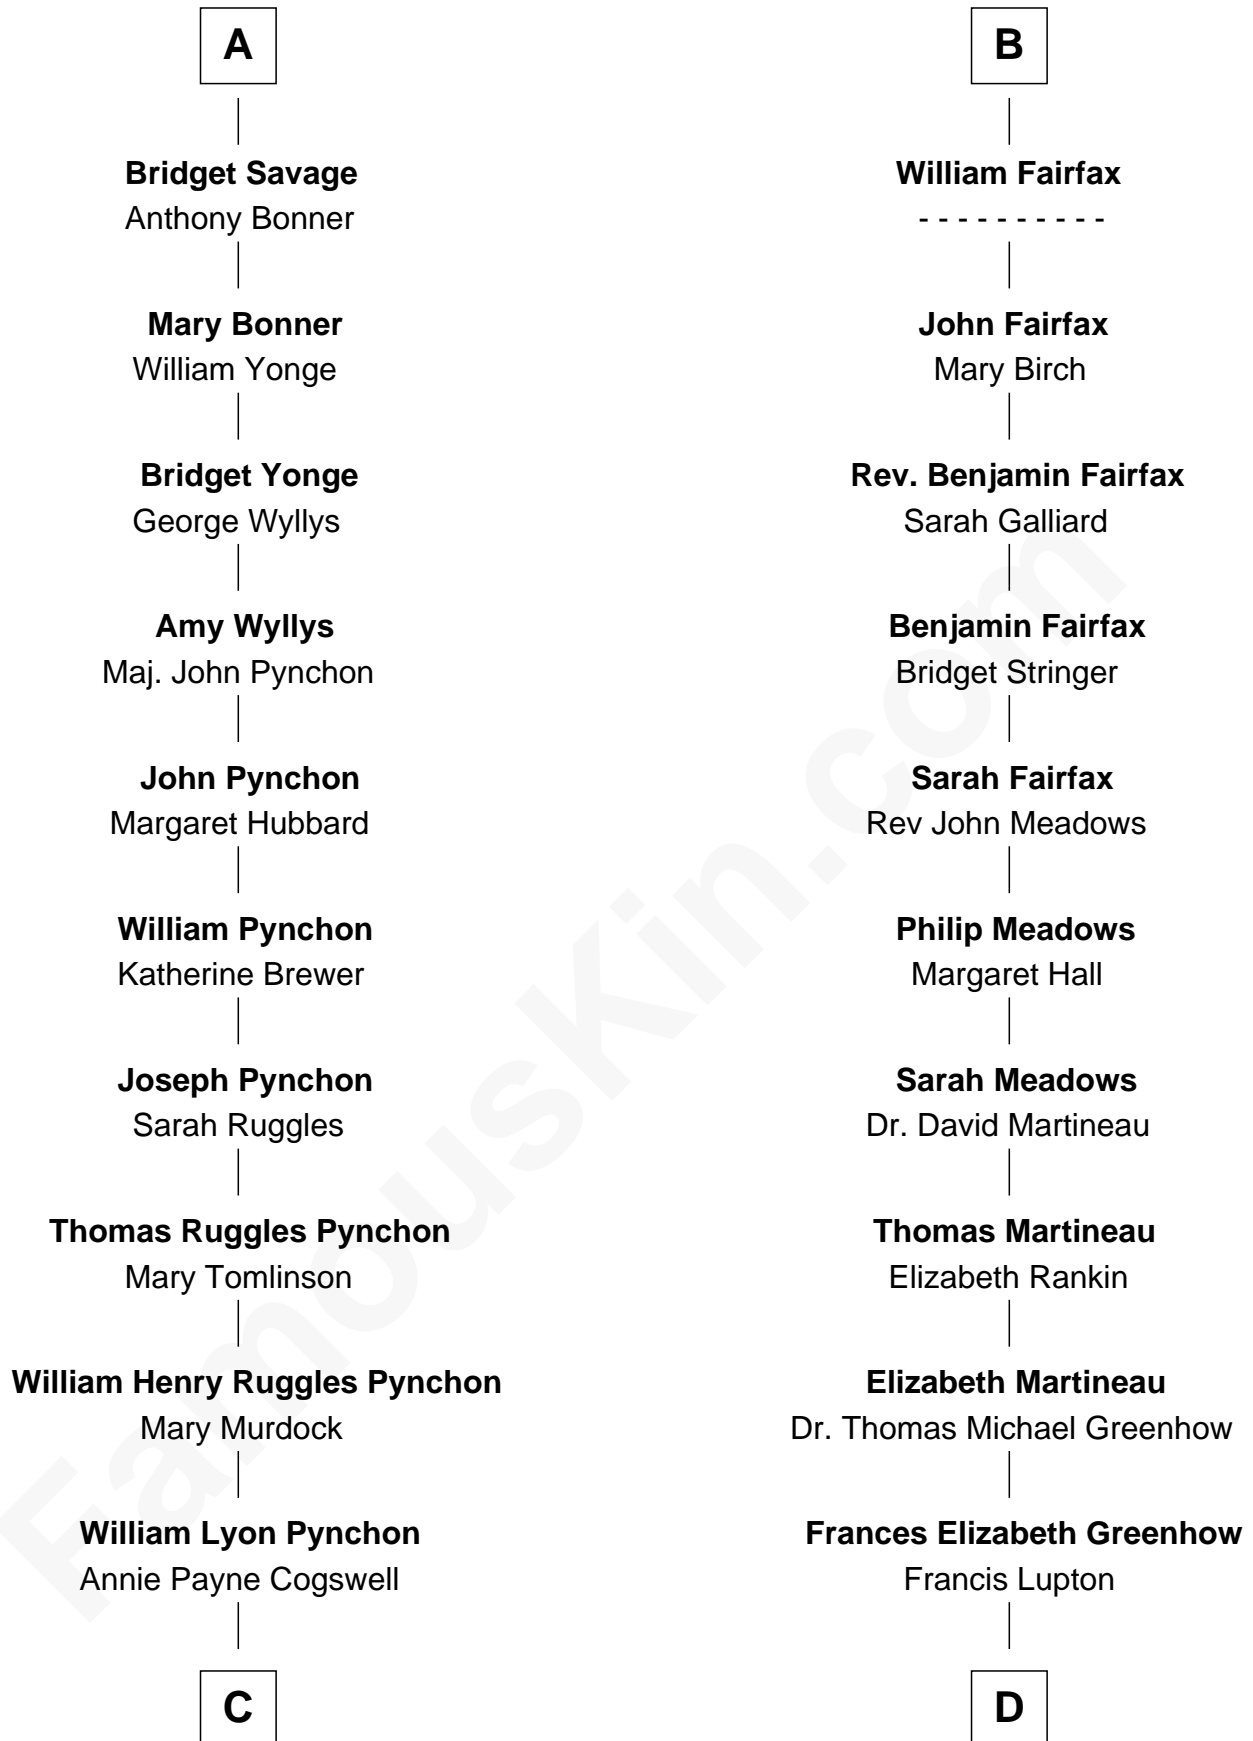 A
Bridget Savage
Anthony Bonner
Mary Bonner
William Yonge
Bridget Yonge
George Wyllys
Amy Wyllys
Maj. John Pynchon
John Pynchon
Margaret Hubbard
William Pynchon
Katherine Brewer
Joseph Pynchon
Sarah Ruggles
Thomas Ruggles Pynchon
Mary Tomlinson
William Henry Ruggles Pynchon
Mary Murdock
William Lyon Pynchon
Annie Payne Cogswell
C
B
William Fairfax
- - - - - - - - - -
John Fairfax
Mary Birch
Rev. Benjamin Fairfax
Sarah Galliard
Benjamin Fairfax
Bridget Stringer
Sarah Fairfax
Rev John Meadows
Philip Meadows
Margaret Hall
Sarah Meadows
Dr. David Martineau
Thomas Martineau
Elizabeth Rankin
Elizabeth Martineau
Dr. Thomas Michael Greenhow
Frances Elizabeth Greenhow
Francis Lupton
D
FamousKin.com